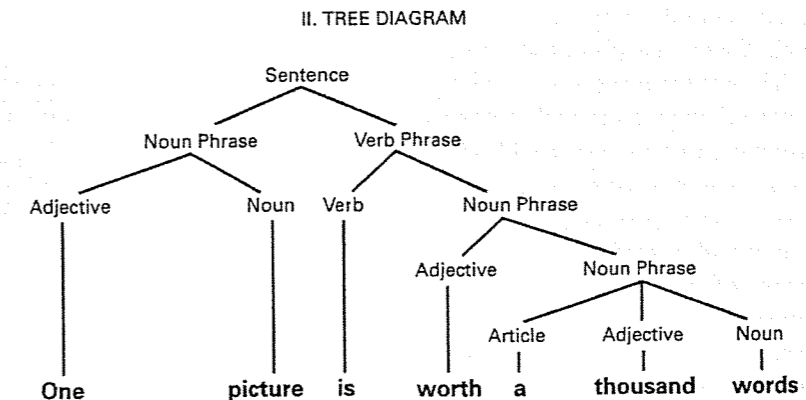 II. TREE DIAGRAM
Sentence
Noun Phrase Verb Phrase
Adjective Noun Verb Noun Phrase
Adjective Noun Phrase
Article Adjective Noun
One picture is worth a thousand words